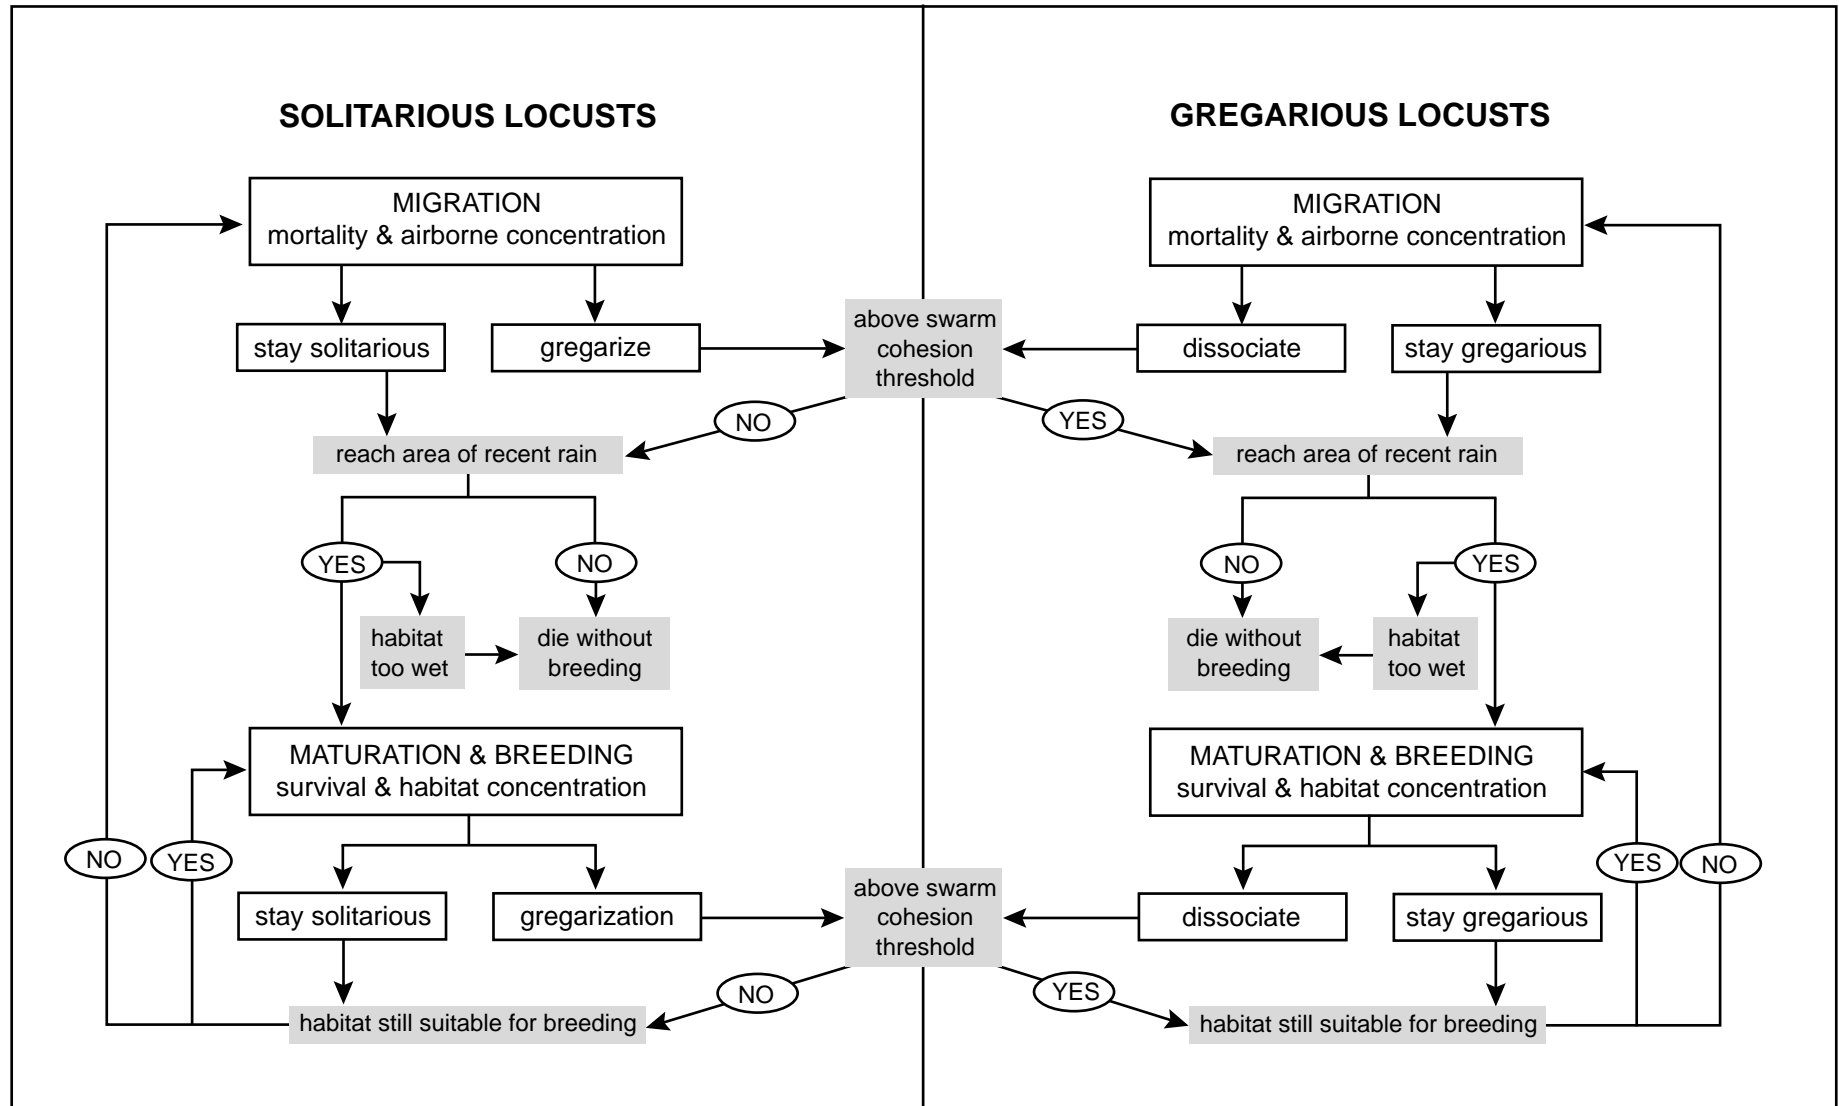 SOLITARIOUS LOCUSTS
MIGRATION
mortality & airborne concentration
stay solitarious
gregarize
NO
reach area of recent rain
YES
NO
habitat
too wet
die without
breeding
MATURATION & BREEDING
survival & habitat concentration
NO
YES
stay solitarious
gregarization
NO
habitat still suitable for breeding
above swarm
cohesion
threshold
above swarm
cohesion
threshold
GREGARIOUS LOCUSTS
MIGRATION
mortality & airborne concentration
dissociate
stay gregarious
YES
reach area of recent rain
NO
YES
die without
breeding
habitat
too wet
MATURATION & BREEDING
survival & habitat concentration
YES
NO
dissociate
stay gregarious
YES
habitat still suitable for breeding